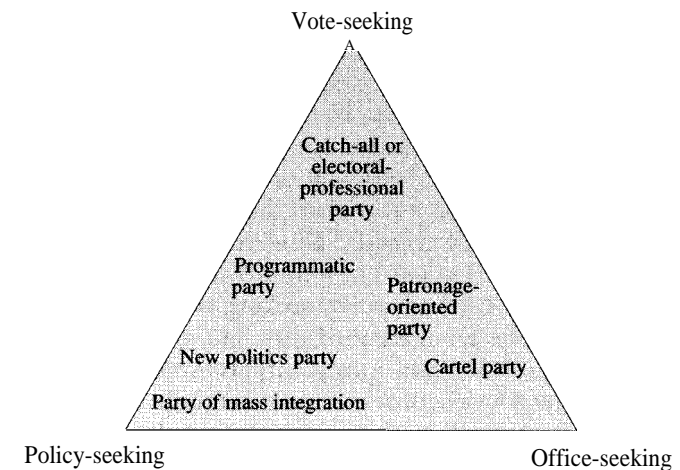 Vote-seeking
A
Catch-all or
electoral-
professional
party
Programmatic
party
Patronage-
oriented
party
New politics party
Cartel party
Party of mass integration
Policy-seeking
Office-seeking